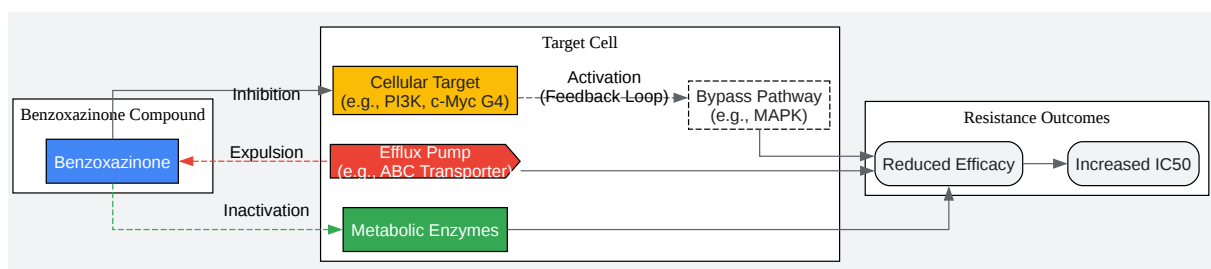 Target Cell
Benzoxazinone Compound
Benzoxazinone
Inhibition
Expulsion
Inactivation
Cellular Target
(e.g., PI3K, c-Myc G4)
Efflux Pump
(e.g., ABC Transporter)
Metabolic Enzymes
Activation
(Feedback Loop)
Bypass Pathway
(e.g., MAPK)
Resistance Outcomes
Reduced Efficacy
Increased IC50